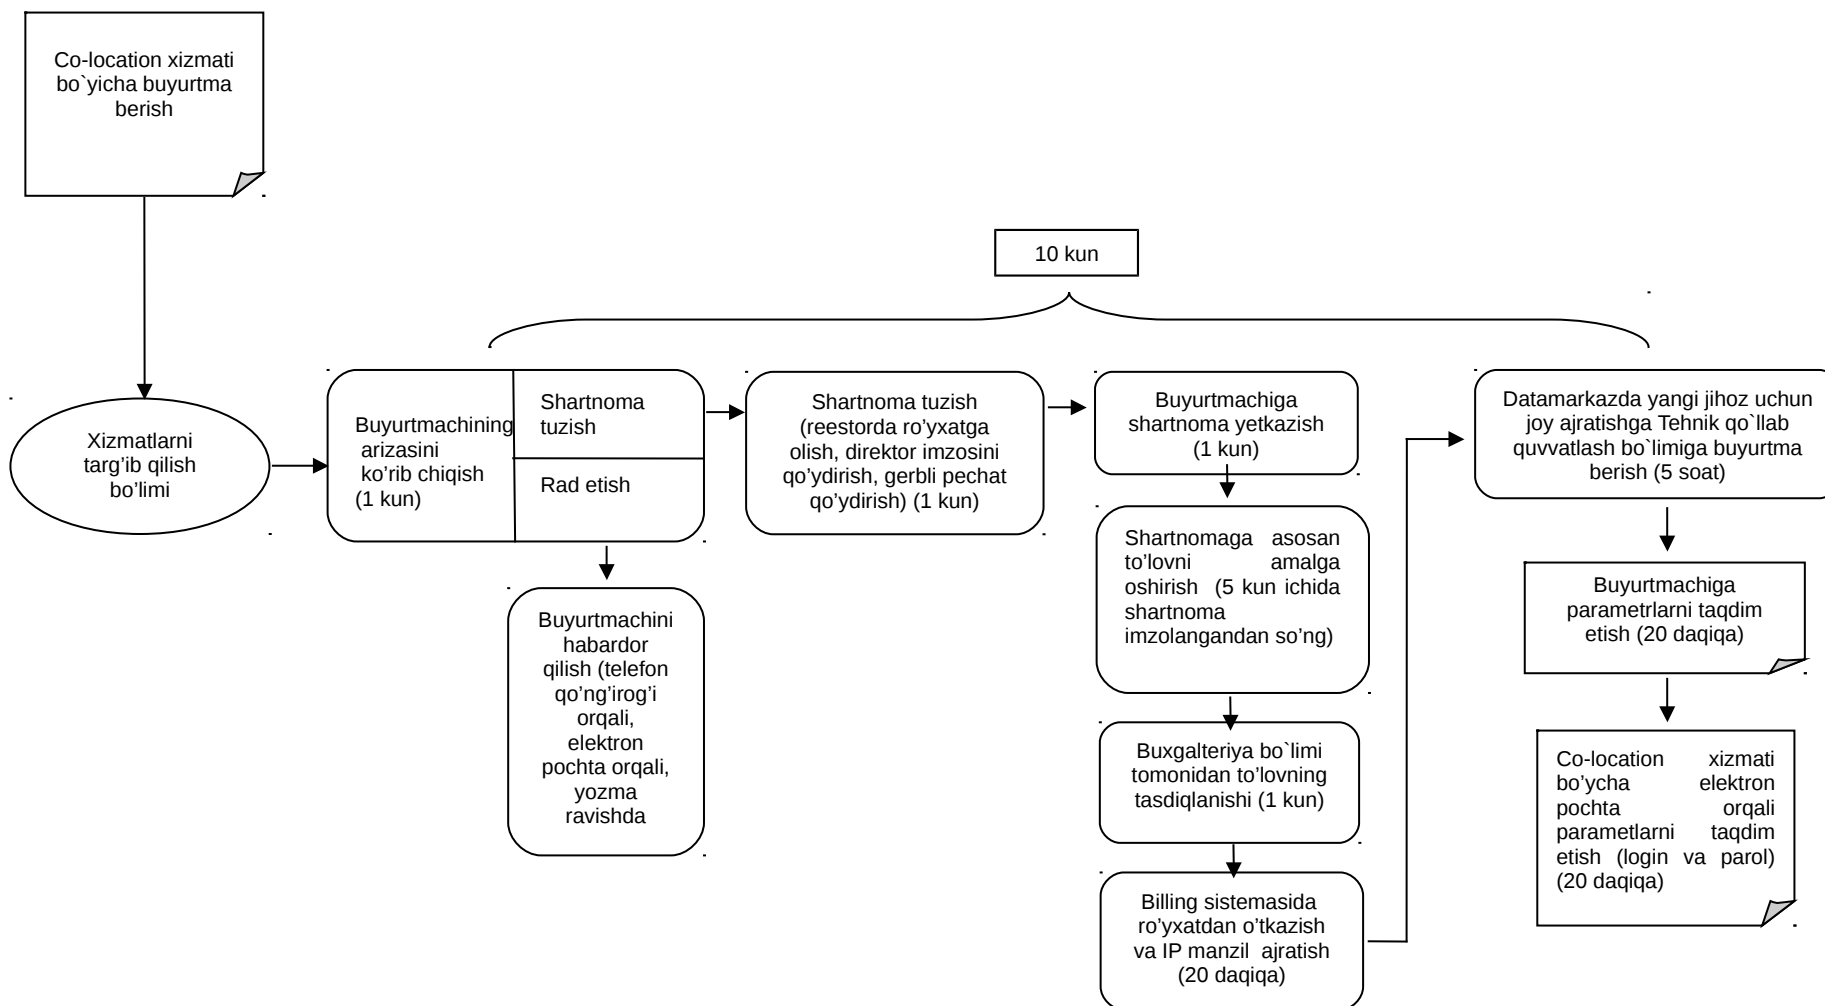 Co-location xizmati
bo`yicha buyurtma
berish
10 kun
Xizmatlarni
targ’ib qilish
bo’limi
Buyurtmachining
arizasini
ko’rib chiqish
(1 kun)
Shartnoma
tuzish
Rad etish
Buyurtmachini
habardor
qilish (telefon
qo’ng’irog’i
orqali,
elektron
pochta orqali,
yozma
ravishda
Shartnoma tuzish
(reestorda ro’yxatga
olish, direktor imzosini
qo’ydirish, gerbli pechat
qo’ydirish) (1 kun)
Buyurtmachiga
shartnoma yetkazish
(1 kun)
Shartnomaga asosan
to’lovni amalga
oshirish (5 kun ichida
shartnoma
imzolangandan so’ng)
Buxgalteriya bo`limi
tomonidan to’lovning
tasdiqlanishi (1 kun)
Billing sistemasida
ro’yxatdan o’tkazish
va IP manzil ajratish
(20 daqiqa)
Datamarkazda yangi jihoz uchun
joy ajratishga Tehnik qo`llab
quvvatlash bo`limiga buyurtma
berish (5 soat)
Buyurtmachiga
parametrlarni taqdim
etish (20 daqiqa)
Co-location xizmati
bo’ycha elektron
pochta orqali
parametlarni taqdim
etish (login va parol)
(20 daqiqa)